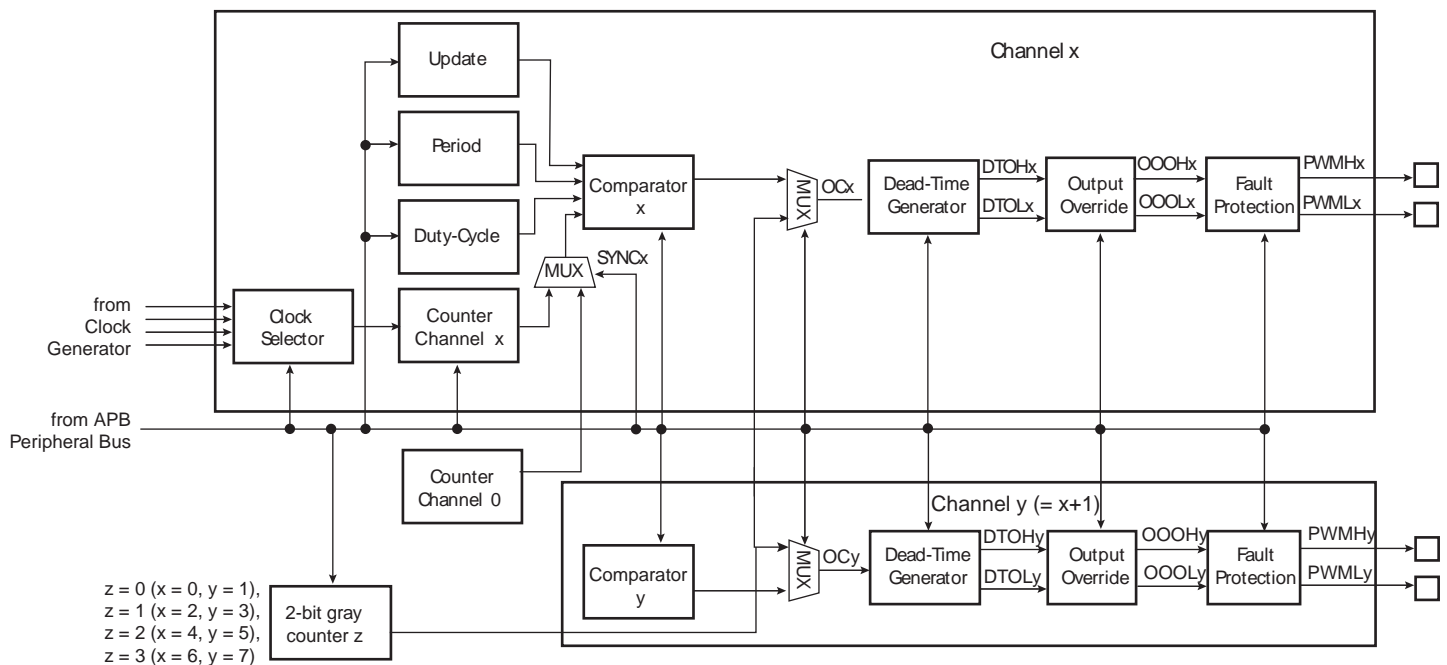 Channel x
Update
Period
Duty-Cycle
Comparator
x
MUX
SYNCx
MUX
OCx
Dead-Time
Generator
DTOHx
DTOLx
Output
Override
OOOHx
OOOLx
Fault
Protection
PWMHx
PWMLx
from
Clock
Generator
Clock
Selector
Counter
Channel x
from APB
Peripheral Bus
Counter
Channel 0
Channel y (= x+1)
Comparator
y
MUX
OCy
Dead-Time
Generator
DTOHy
DTOLy
Output
Override
OOOHy
OOOLy
Fault
Protection
PWMHy
PWMLy
z = 0 (x = 0, y = 1),
z = 1 (x = 2, y = 3),
z = 2 (x = 4, y = 5),
z = 3 (x = 6, y = 7)
2-bit gray
counter z